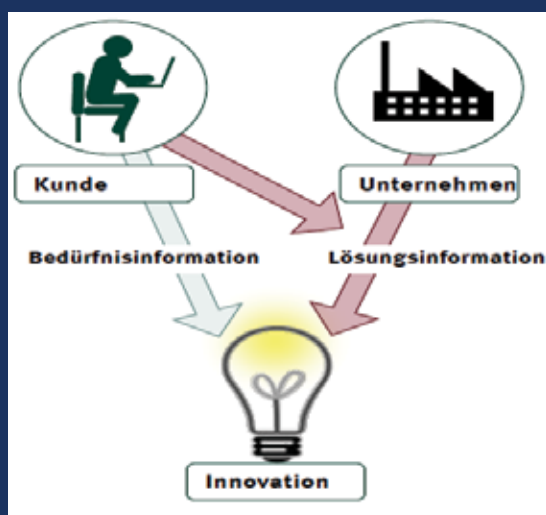 Kunde
Unternehmen
Bedürfnisinformation
Lösungsinformation
Innovation